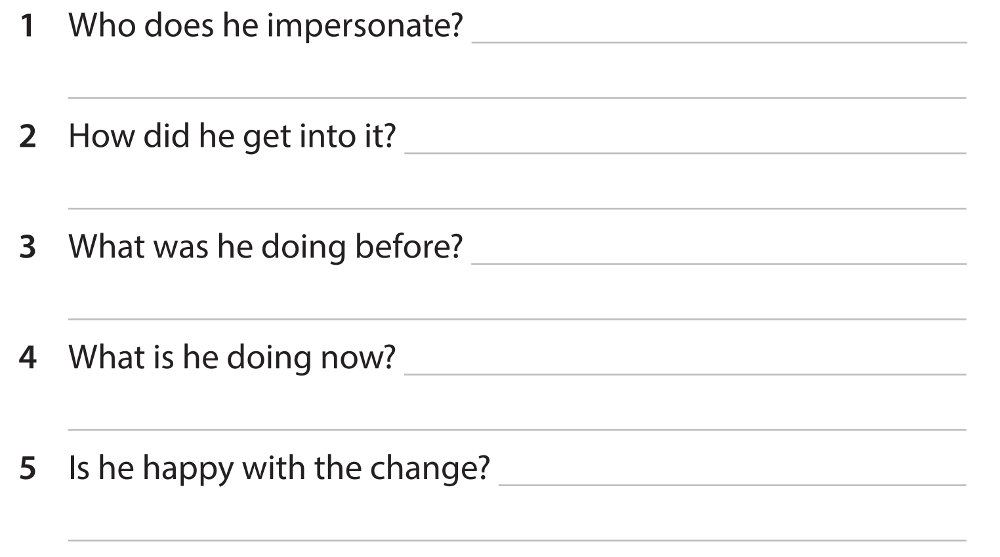 1 Who does he impersonate?
2 How did he get into it?
3 What was he doing before?
4 What is he doing now?
5 Is he happy with the change?